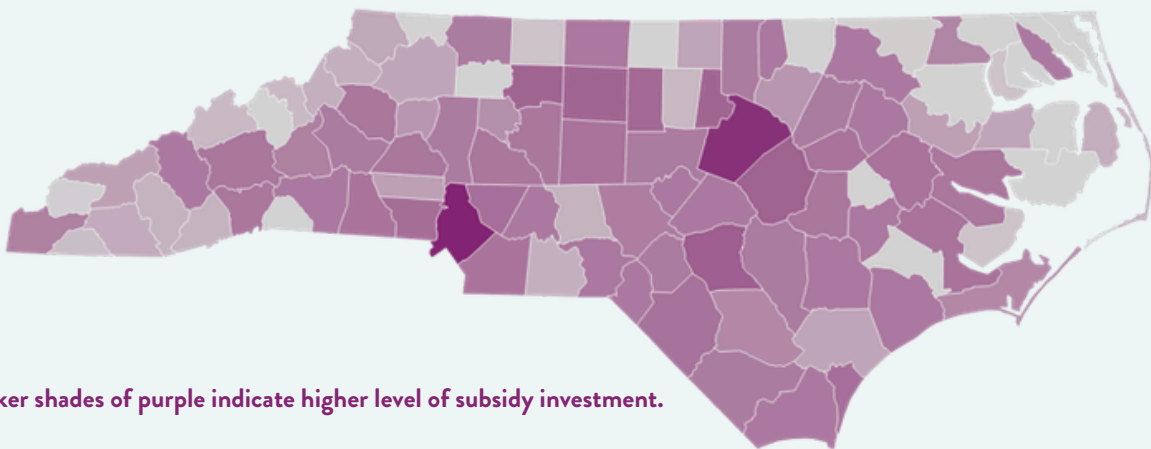 ker shades of purple indicate higher level of subsidy investment.